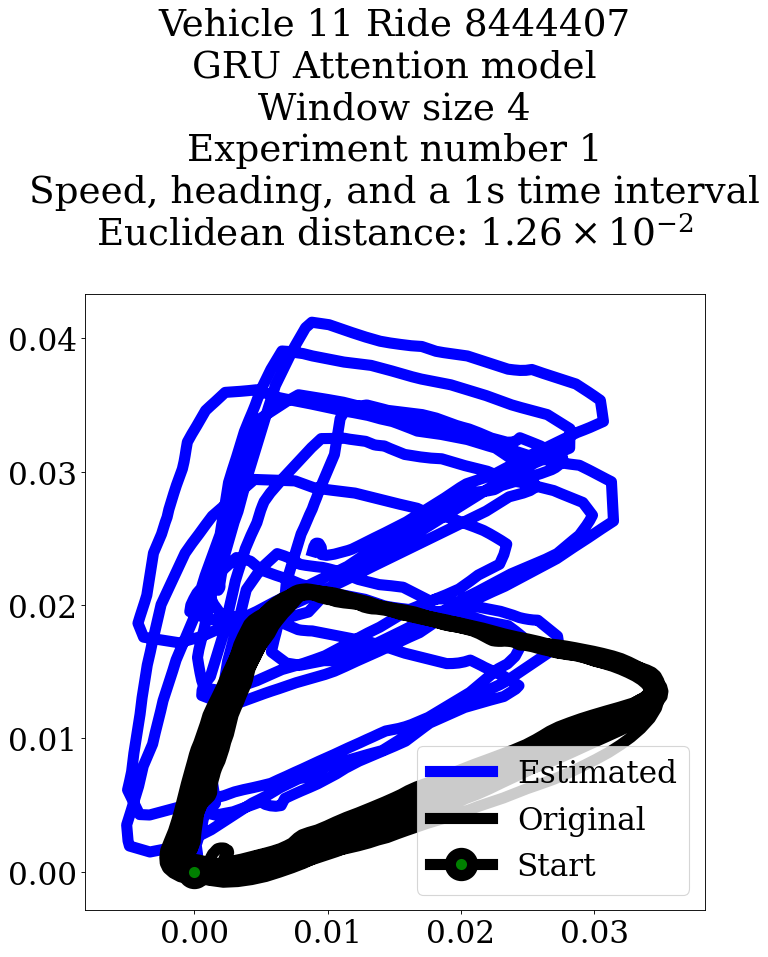 Vehicle 11 Ride 8444407
GRU Attention model
Window size 4
Experiment number 1
Speed, heading, and a 1s time interval
Euclidean distance: 1.26 × 10⁻²
0.04
0.03
0.02
0.01
0.00
Estimated
Original
Start
0.00 0.01 0.02 0.03